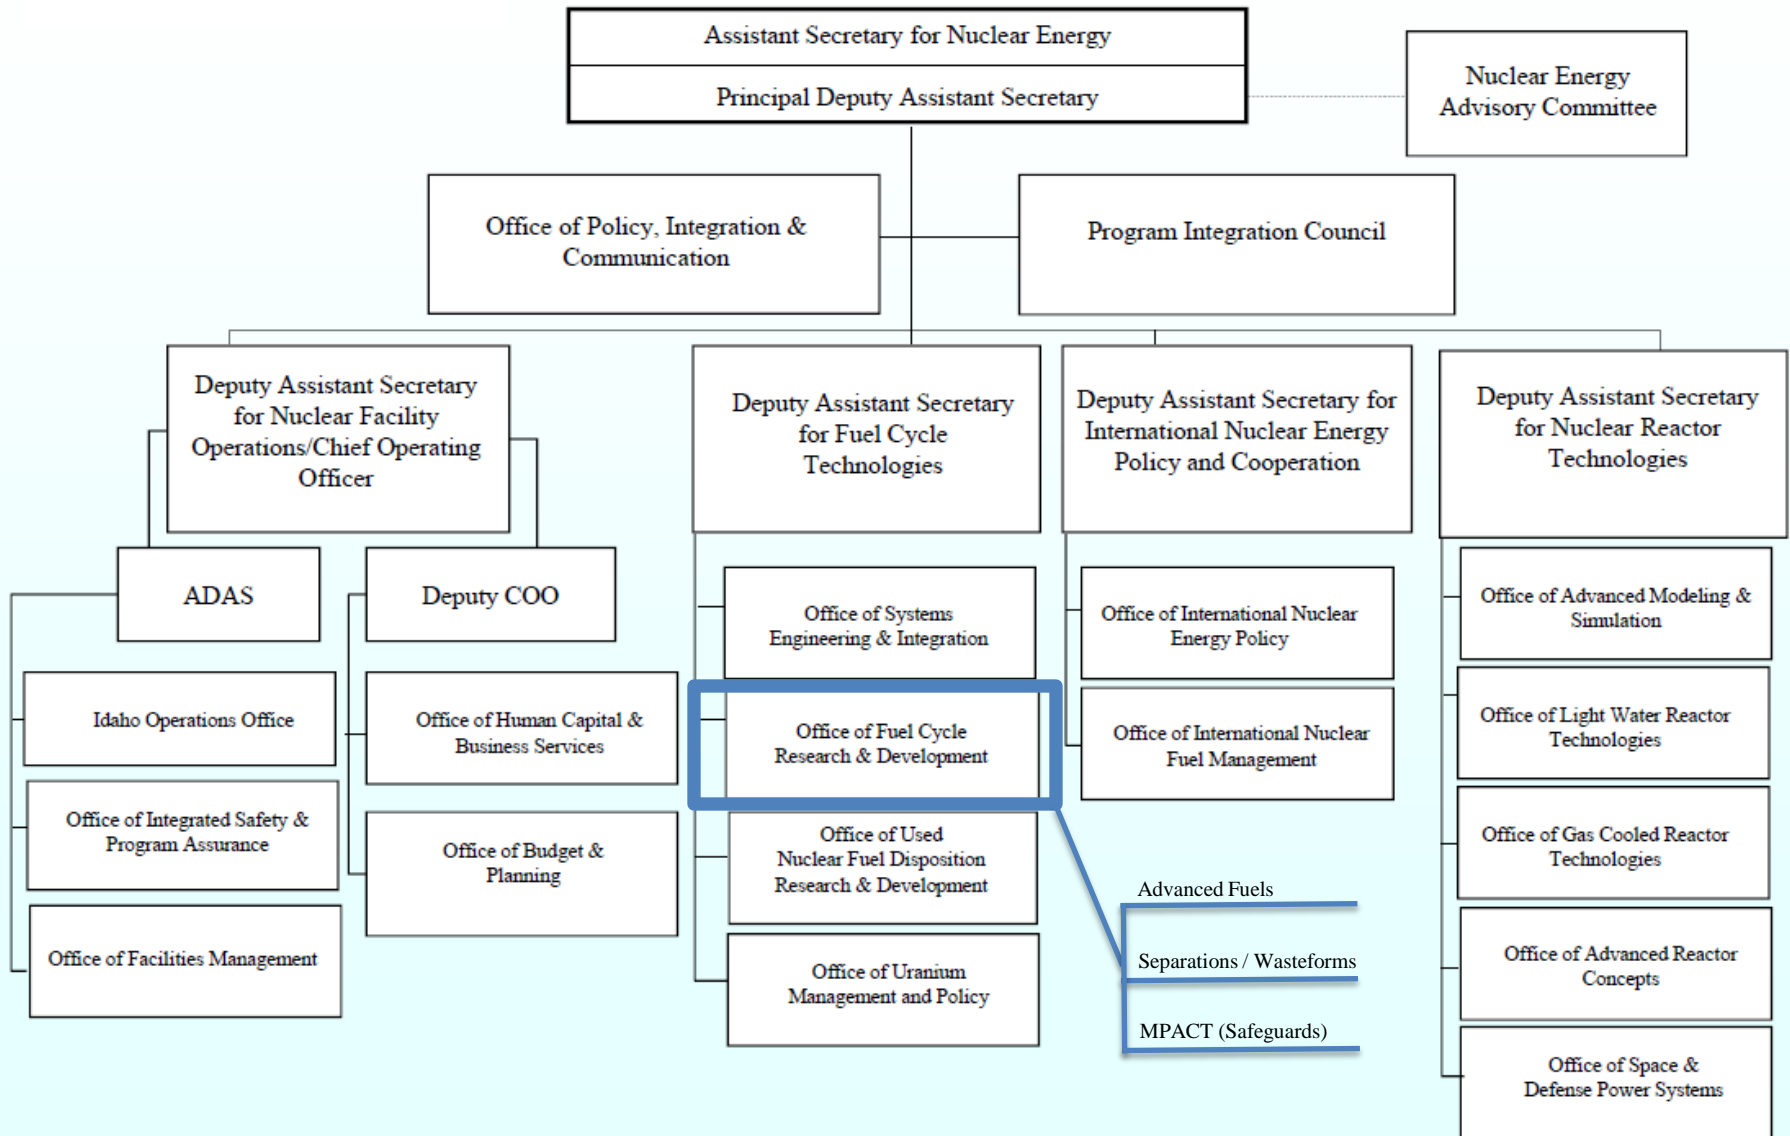 Assistant Secretary for Nuclear Energy
Principal Deputy Assistant Secretary
Nuclear Energy
Advisory Committee
Office of Policy, Integration &
Communication
Program Integration Council
Deputy Assistant Secretary
for Nuclear Facility
Operations/Chief Operating
Officer
Deputy Assistant Secretary
for Fuel Cycle
Technologies
Deputy Assistant Secretary for
International Nuclear Energy
Policy and Cooperation
Deputy Assistant Secretary
for Nuclear Reactor
Technologies
ADAS
Deputy COO
Idaho Operations Office
Office of Integrated Safety &
Program Assurance
Office of Facilities Management
Office of Human Capital &
Business Services
Office of Budget &
Planning
Office of Systems
Engineering & Integration
Office of Fuel Cycle
Research & Development
Office of Used
Nuclear Fuel Disposition
Research & Development
Office of Uranium
Management and Policy
Office of International Nuclear
Energy Policy
Office of International Nuclear
Fuel Management
Advanced Fuels
Separations / Wasteforms
MPACT (Safeguards)
Office of Advanced Modeling &
Simulation
Office of Light Water Reactor
Technologies
Office of Gas Cooled Reactor
Technologies
Office of Advanced Reactor
Concepts
Office of Space &
Defense Power Systems